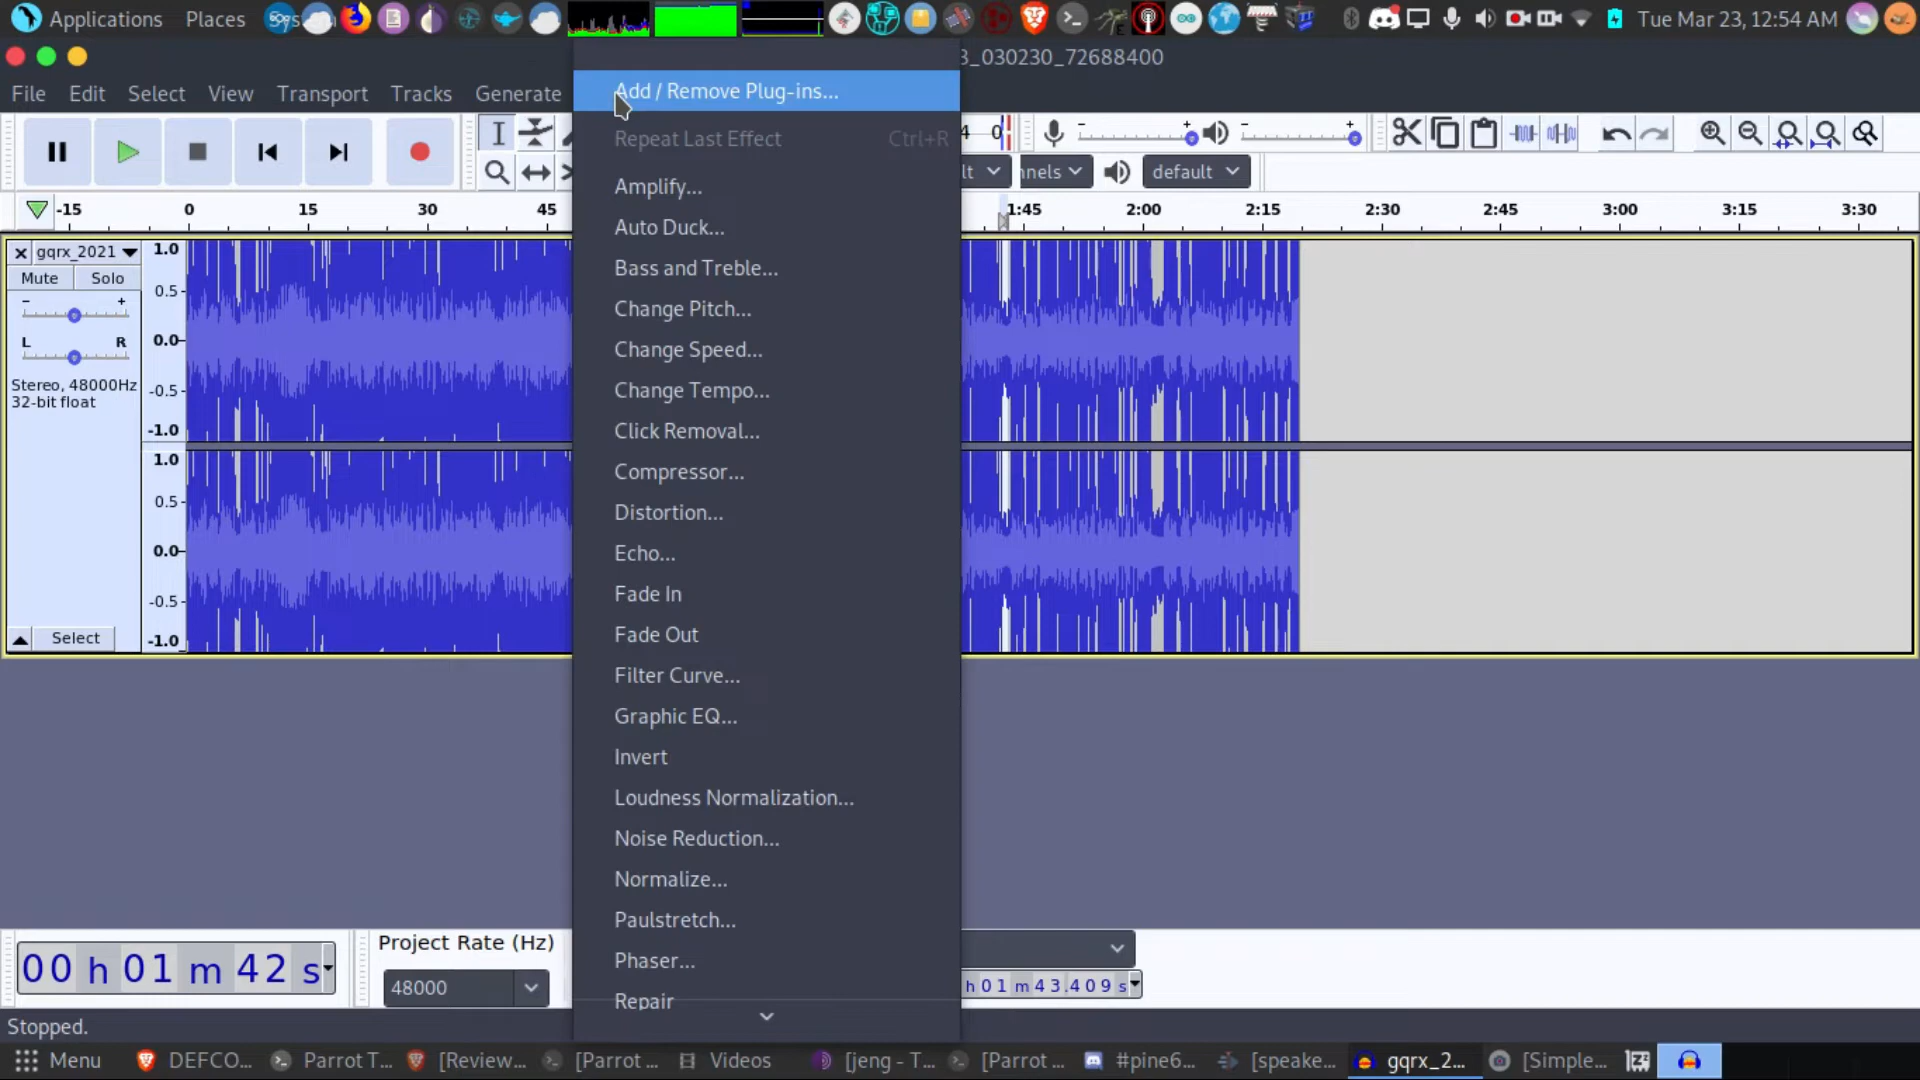 Applications Places Tue Mar 23, 12:54 AM
3_030230_72688400
File Edit Select View Transport Tracks Generate
Add / Remove Plug-ins...
Repeat Last Effect Ctrl+R
Amplify...
Auto Duck...
Bass and Treble...
Change Pitch...
Change Speed...
Change Tempo...
Click Removal...
Compressor...
Distortion...
Echo...
Fade In
Fade Out
Filter Curve...
Graphic EQ...
Invert
Loudness Normalization...
Noise Reduction...
Normalize...
Paulstretch...
Phaser...
Repair
4 0
lt nnels default
-15 0 15 30 45 1:45 2:00 2:15 2:30 2:45 3:00 3:15 3:30
gqrx_2021
Mute Solo
- +
L R
Stereo, 48000Hz
32-bit float
Select
1.0
0.5
0.0
-0.5
-1.0
1.0
0.5
0.0
-0.5
-1.0
00 h 01 m 42 s
Project Rate (Hz)
48000
h 01 m 43.409 s
Stopped.
Menu DEFCO... Parrot T... [Review... [Parrot ... Videos [jeng - T... [Parrot ... #pine6... [speake... gqrx_2... [Simple...